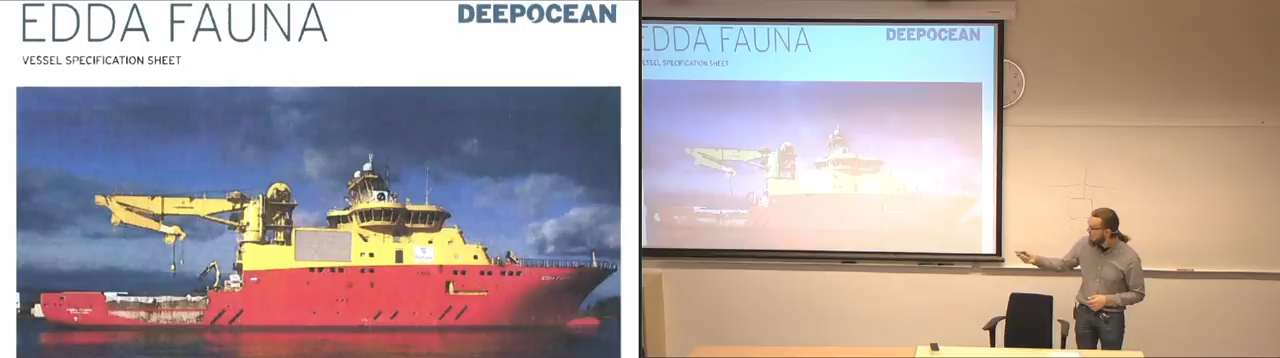 EDDA FAUNA
DEEPOCEAN
VESSEL SPECIFICATION SHEET
EDDA FAUNA
DEEPOCEAN
VESSEL SPECIFICATION SHEET